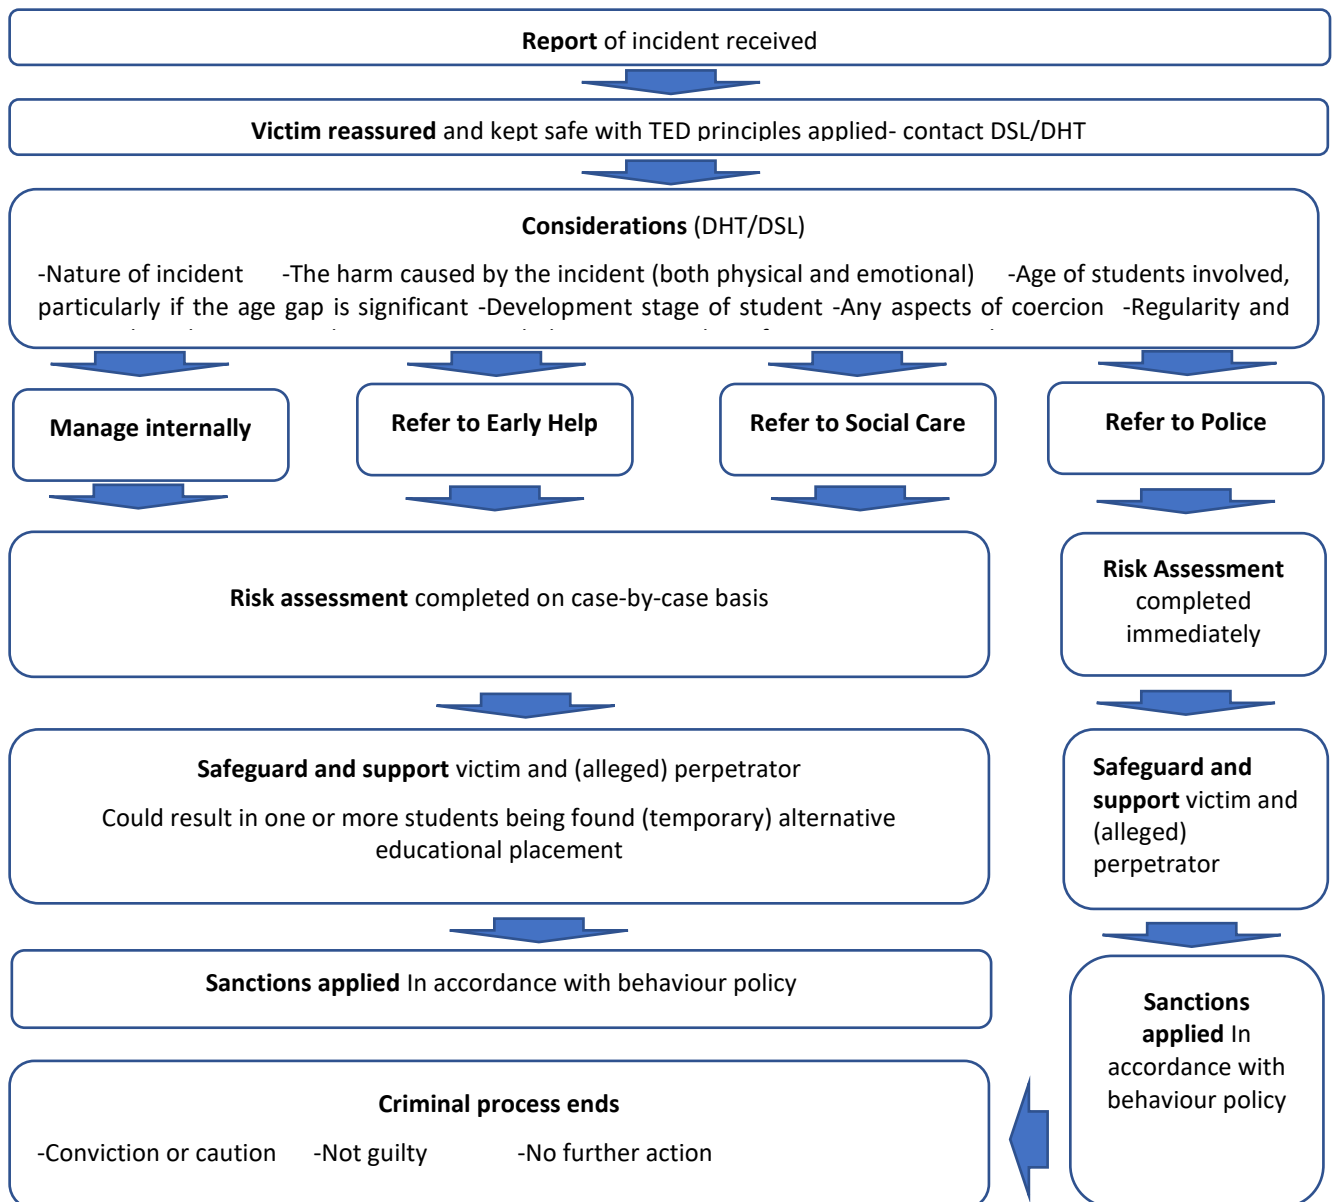 Report of incident received
Victim reassured and kept safe with TED principles applied- contact DSL/DHT
Considerations (DHT/DSL)
-Nature of incident -The harm caused by the incident (both physical and emotional) -Age of students involved,
particularly if the age gap is significant -Development stage of student -Any aspects of coercion -Regularity and
Manage internally
Refer to Early Help
Refer to Social Care
Refer to Police
Risk assessment completed on case-by-case basis
Risk Assessment
completed
immediately
Safeguard and support victim and (alleged) perpetrator
Could result in one or more students being found (temporary) alternative
educational placement
Safeguard and
support victim and
(alleged)
perpetrator
Sanctions applied In accordance with behaviour policy
Sanctions
applied In
accordance with
behaviour policy
Criminal process ends
-Conviction or caution -Not guilty -No further action